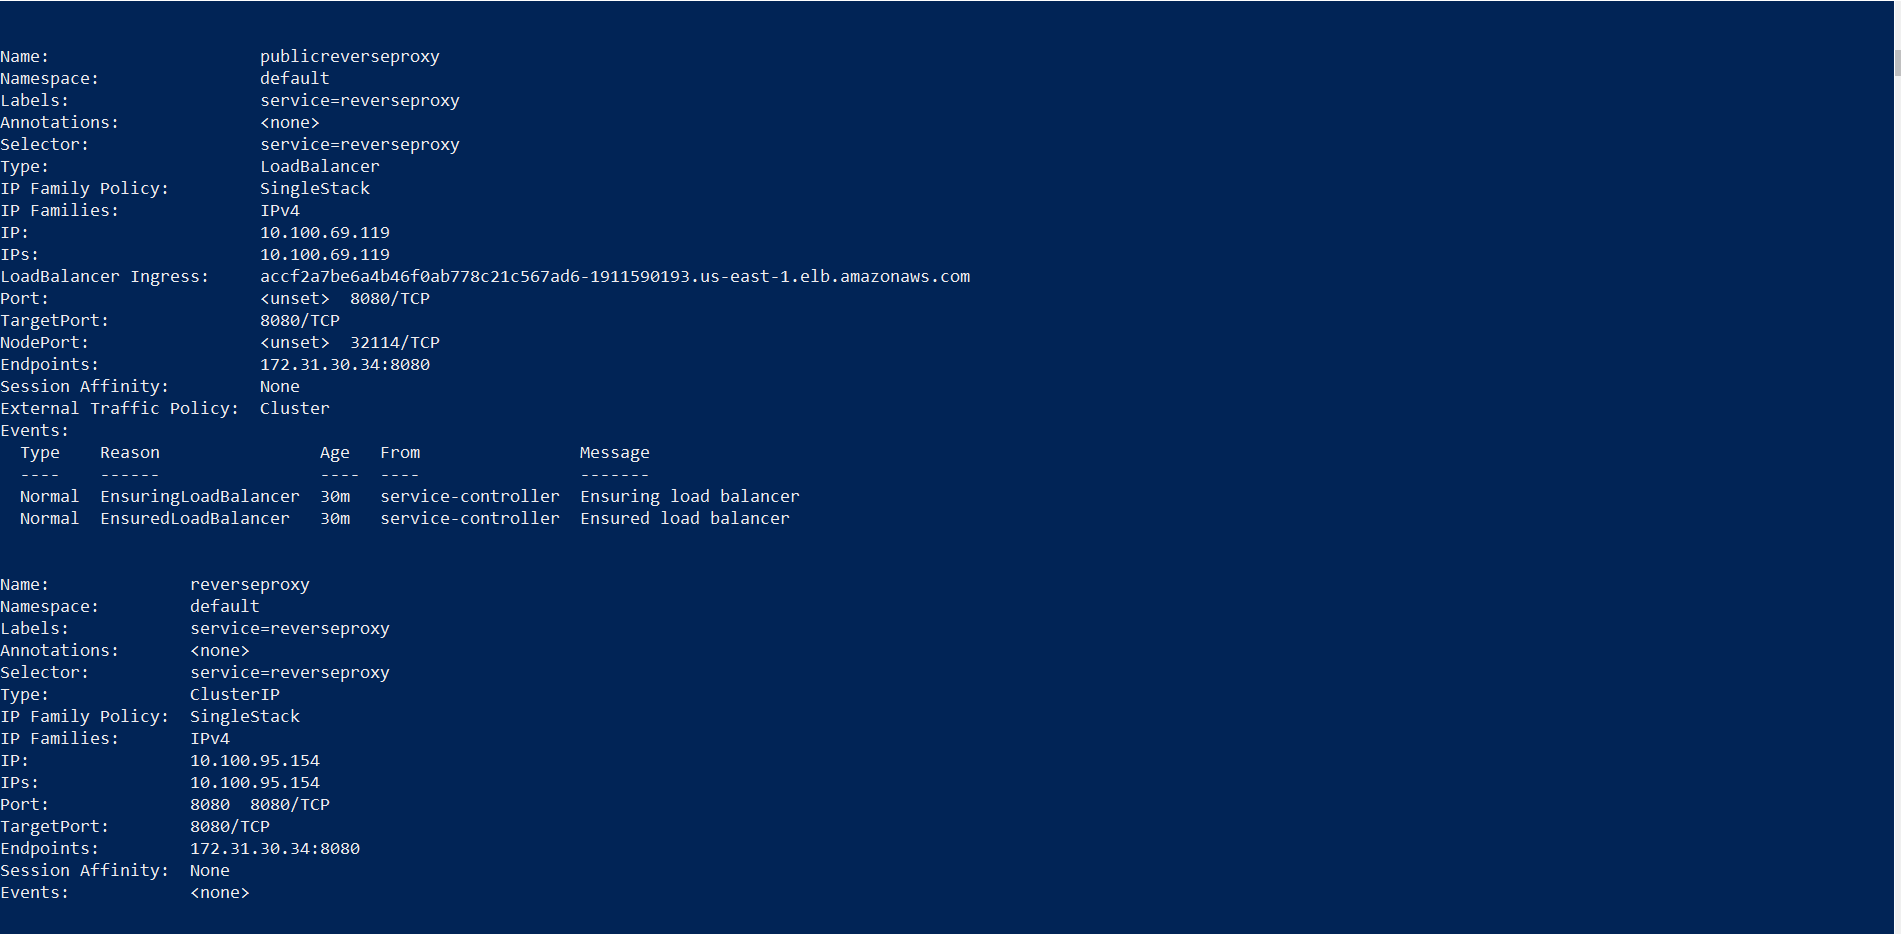 Name:                     publicreverseproxy
Namespace:                default
Labels:                   service=reverseproxy
Annotations:              <none>
Selector:                 service=reverseproxy
Type:                     LoadBalancer
IP Family Policy:         SingleStack
IP Families:              IPv4
IP:                       10.100.69.119
IPs:                      10.100.69.119
LoadBalancer Ingress:     accf2a7be6a4b46f0ab778c21c567ad6-1911590193.us-east-1.elb.amazonaws.com
Port:                     <unset>  8080/TCP
TargetPort:               8080/TCP
NodePort:                 <unset>  32114/TCP
Endpoints:                172.31.30.34:8080
Session Affinity:         None
External Traffic Policy:  Cluster
Events:
  Type    Reason                Age   From                Message
  ----    ------                ----  ----                -------
  Normal  EnsuringLoadBalancer  30m   service-controller  Ensuring load balancer
  Normal  EnsuredLoadBalancer   30m   service-controller  Ensured load balancer
Name:              reverseproxy
Namespace:         default
Labels:            service=reverseproxy
Annotations:       <none>
Selector:          service=reverseproxy
Type:              ClusterIP
IP Family Policy:  SingleStack
IP Families:       IPv4
IP:                10.100.95.154
IPs:               10.100.95.154
Port:              8080  8080/TCP
TargetPort:        8080/TCP
Endpoints:         172.31.30.34:8080
Session Affinity:  None
Events:            <none>